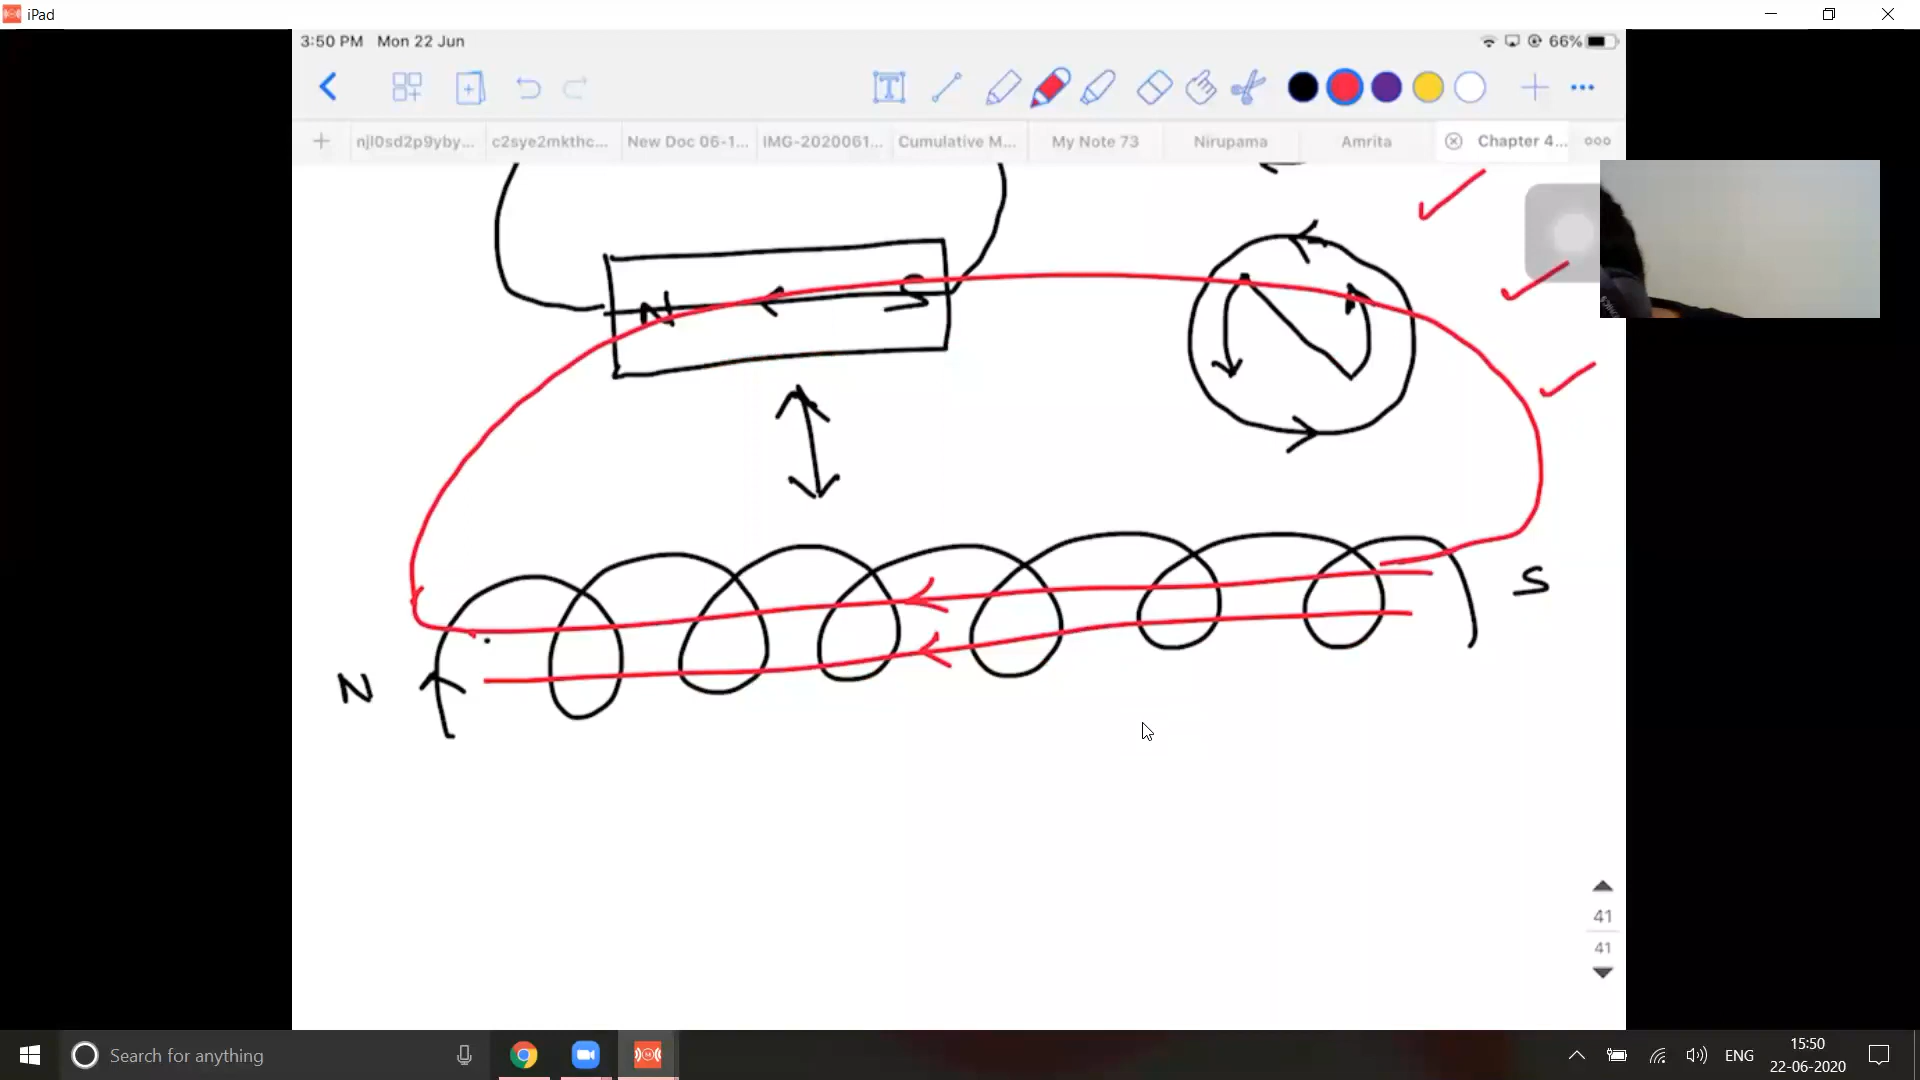 iPad
3:50 PM Mon 22 Jun
66%
T
njl0sd2p9yby... c2sye2mkthc... New Doc 06-1... IMG-2020061... Cumulative M... My Note 73 Nirupama Amrita Chapter 4...
N S
N
S
N
41
41
Search for anything
ENG
15:50
22-06-2020